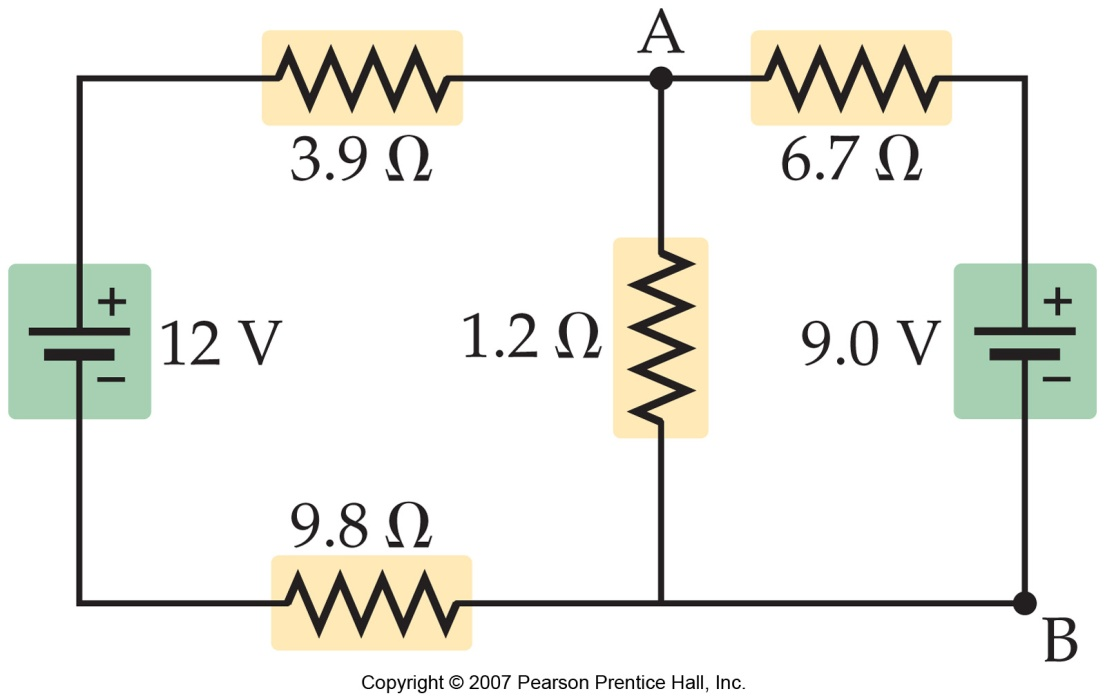 A
3.9 Ω
6.7 Ω
+
12 V
−
1.2 Ω
9.0 V
+
−
9.8 Ω
B
Copyright © 2007 Pearson Prentice Hall, Inc.